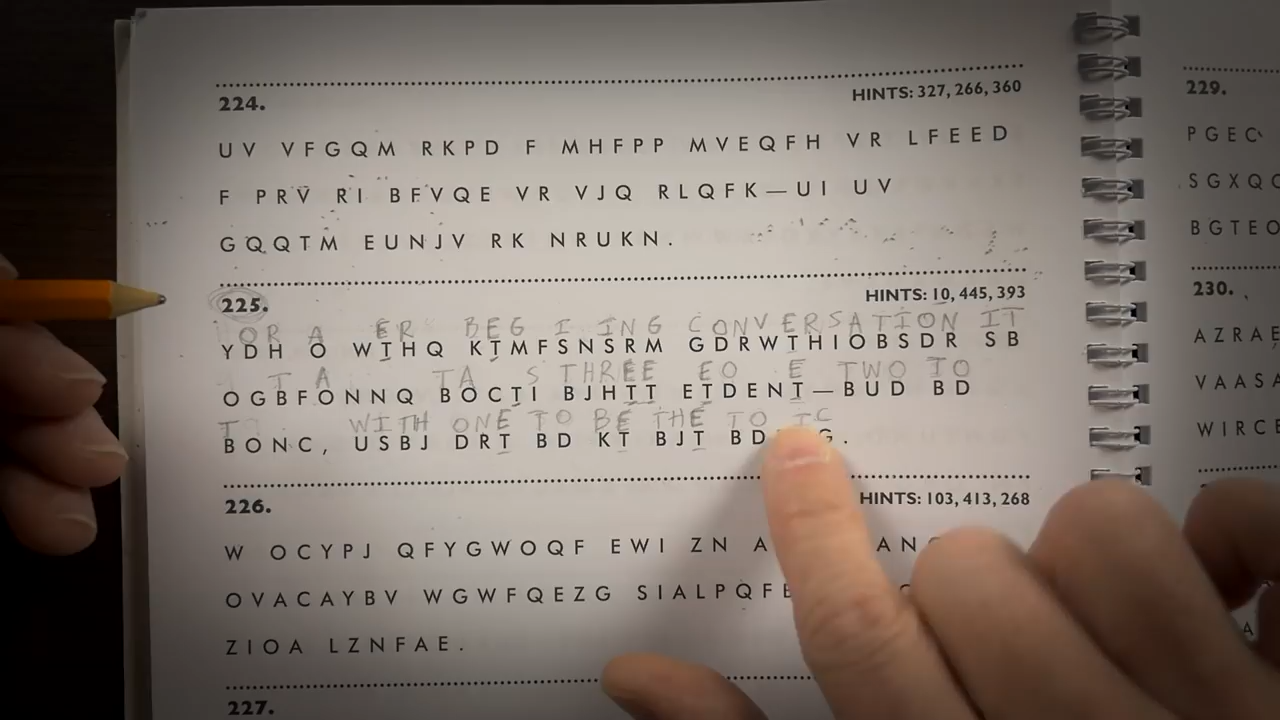 HINTS: 327, 266, 360
224.
229.
UV VFGQM RKPD F MHFPP MVEQFH VR LFEED
F PRV RI BFVQE VR VJQ RLQFK—UI UV
GQQTM EUNJV RK NRUKN.
HINTS: 10, 445, 393
225.
230.
OR A ER BEG I ING CONVERSATION IT
YDH O WTHQ KTMFSNSRM GDRWTHIOBSDR SB
T A TA S THREE EO E TWO TO
OGBFONNQ BOCTI BJHTT ETDENT—BUD BD
T WITH ONE TO BE THE TO IC
BONC, USBJ DRT BD KT BJT BD G.
HINTS: 103, 413, 268
226.
W OCYPJ QFYGWOQF EWI ZN
OVACAYBV WGWFQEZG
ZIOA LZNFAE.
227.